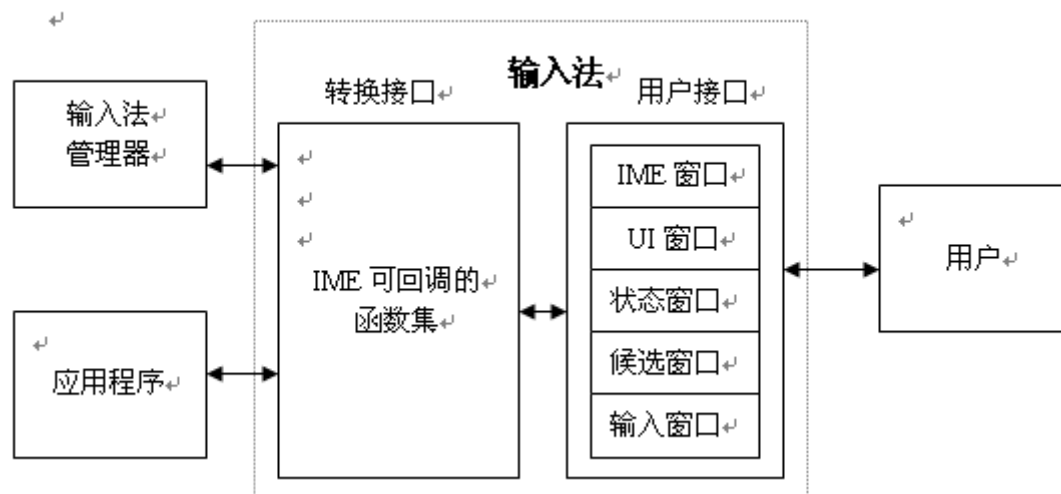 输入法
转换接口
用户接口
输入法
管理器
应用程序
IME 可回调的
函数集
IME 窗口
UI 窗口
状态窗口
候选窗口
输入窗口
用户